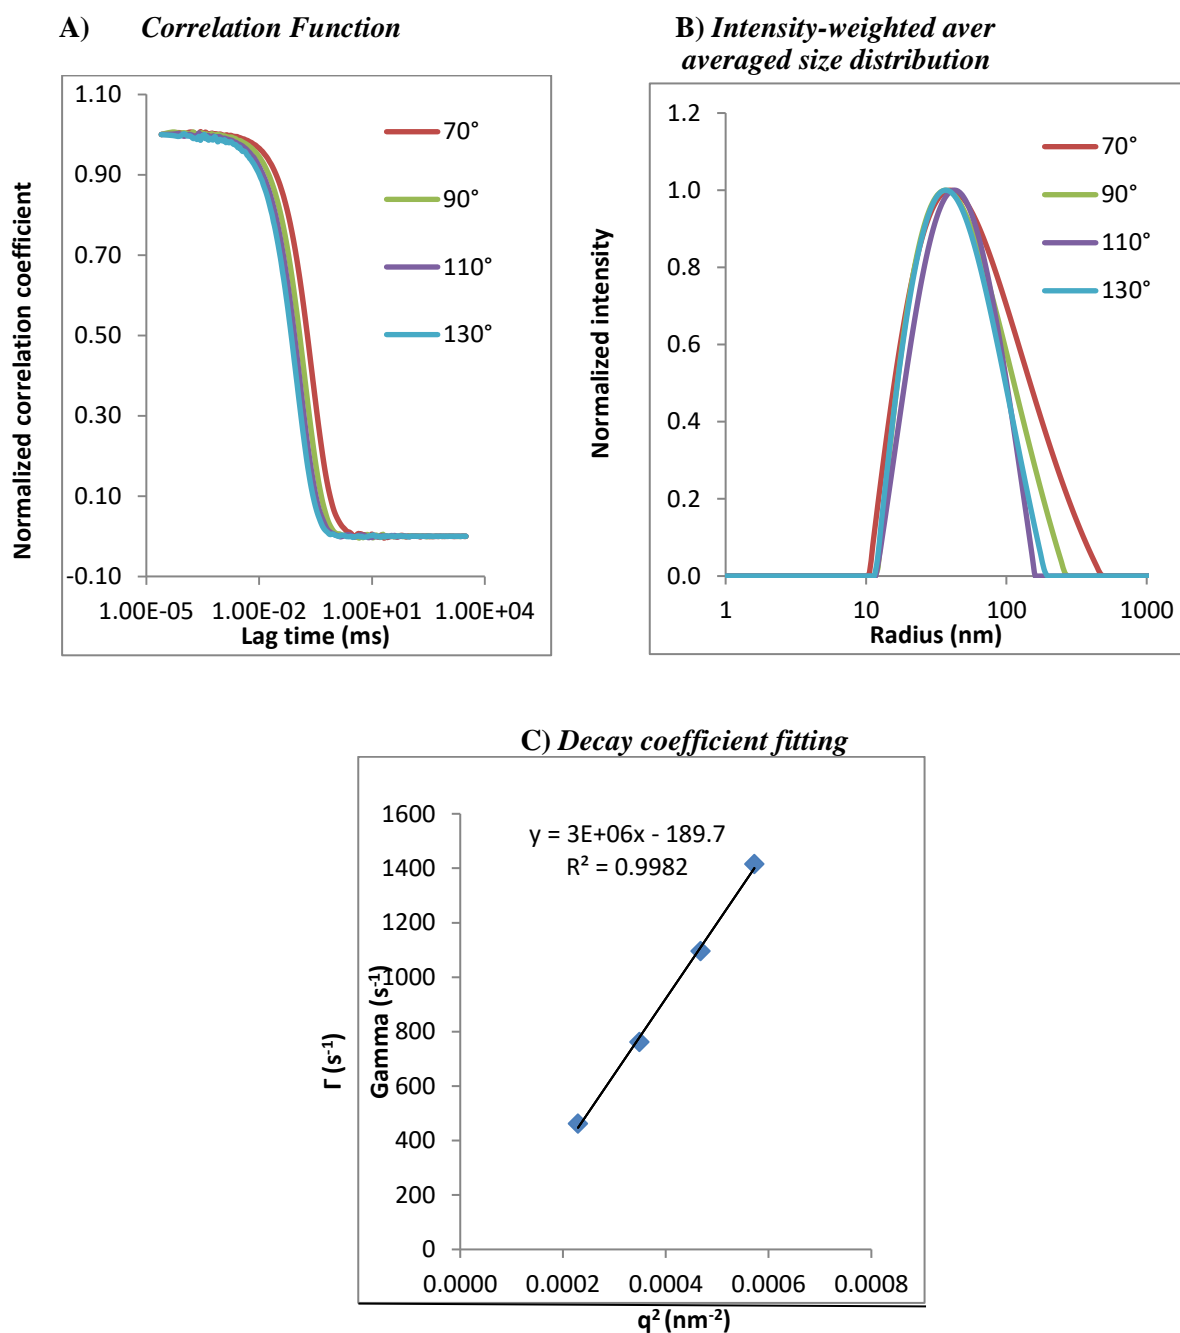 A) Correlation Function
Normalized correlation coefficient
1.10
0.90
0.70
0.50
0.30
0.10
-0.10
70°
90°
110°
130°
1.00E-05 1.00E-02 1.00E+01 1.00E+04
Lag time (ms)
B) Intensity-weighted aver
averaged size distribution
Normalized intensity
1.2
1.0
0.8
0.6
0.4
0.2
0.0
70°
90°
110°
130°
1 10 100 1000
Radius (nm)
C) Decay coefficient fitting
Γ (s-1)
Gamma (s-1)
1600
1400
1200
1000
800
600
400
200
0
y = 3E+06x - 189.7
R² = 0.9982
0.0000 0.0002 0.0004 0.0006 0.0008
q² (nm-2)